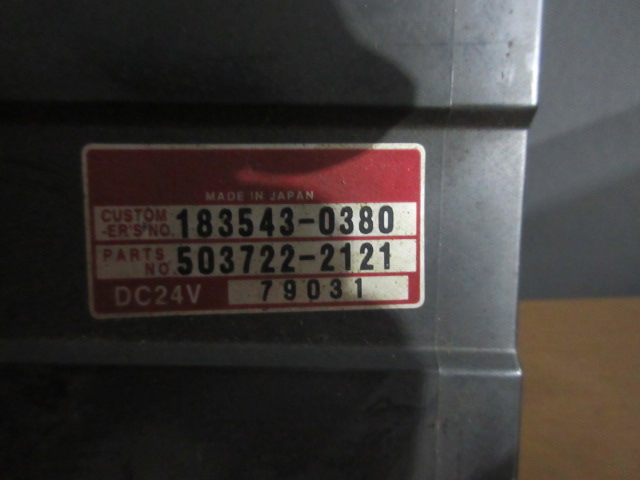 MADE IN JAPAN
CUSTOM
-ER'S NO. 183543-0380
PARTS
NO. 503722-2121
DC24V 79031